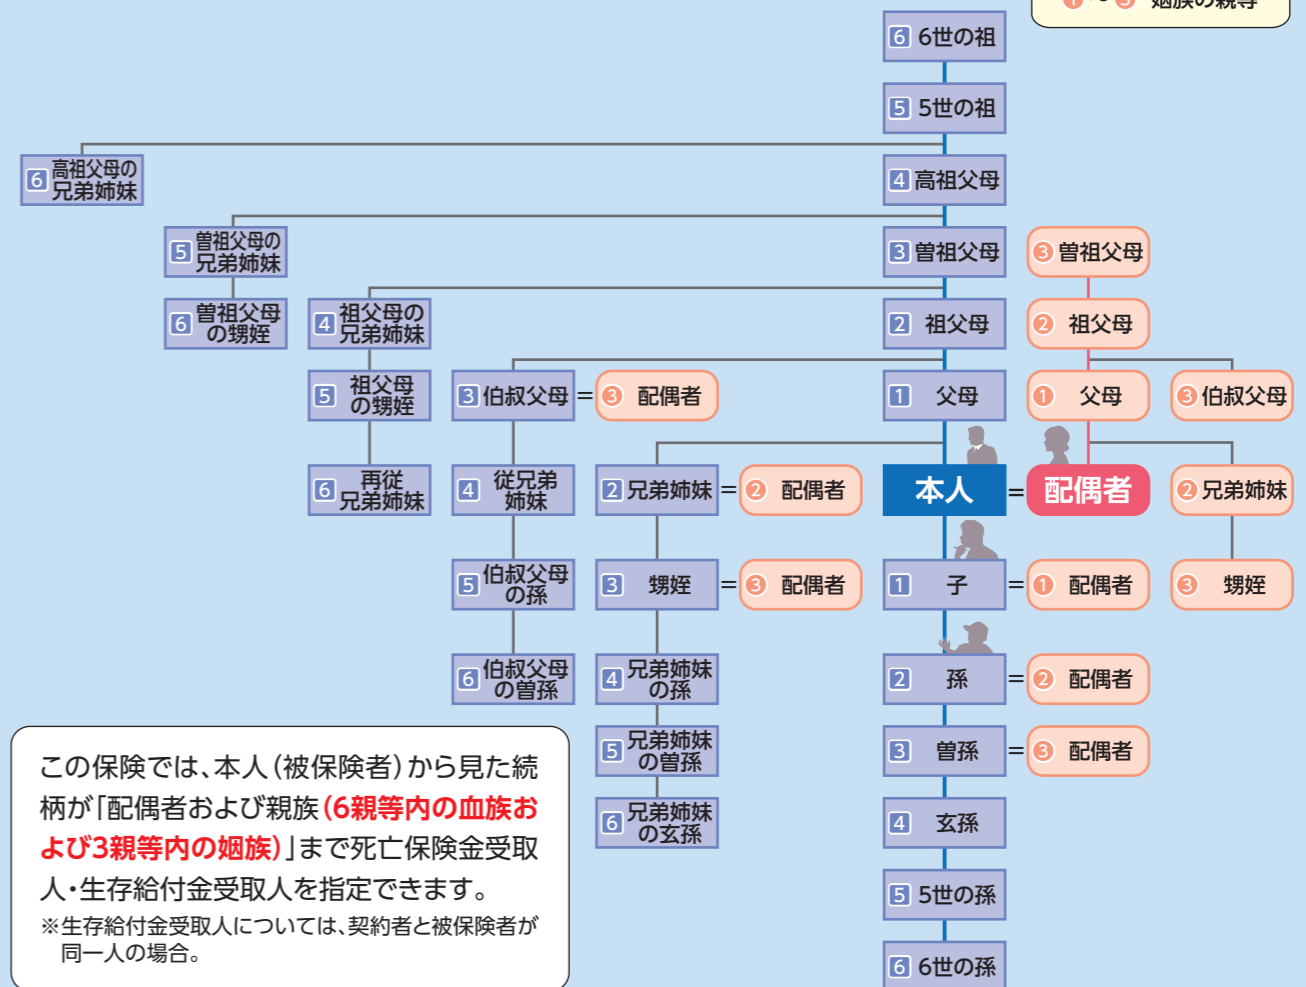 ①~③ 姻族の親等
6 6世の祖
5 5世の祖
6 高祖父母の
兄弟姉妹
4 高祖父母
5 曽祖父母の
兄弟姉妹
3 曽祖父母
③ 曽祖父母
6 曽祖父母
の甥姪
4 祖父母の
兄弟姉妹
2 祖父母
② 祖父母
5 祖父母
の甥姪
3 伯叔父母 = ③ 配偶者
1 父母
① 父母
③ 伯叔父母
6 再従
兄弟姉妹
4 従兄弟
姉妹
2 兄弟姉妹 = ② 配偶者
本人 = 配偶者
② 兄弟姉妹
5 伯叔父母
の孫
3 甥姪 = ③ 配偶者
1 子 = ① 配偶者
③ 甥姪
6 伯叔父母
の曽孫
4 兄弟姉妹
の孫
2 孫 = ② 配偶者
5 兄弟姉妹
の曽孫
3 曽孫 = ③ 配偶者
6 兄弟姉妹
の玄孫
4 玄孫
5 5世の孫
6 6世の孫
この保険では、本人(被保険者)から見た続
柄が「配偶者および親族(6親等内の血族お
よび3親等内の姻族)」まで死亡保険金受取
人・生存給付金受取人を指定できます。
※生存給付金受取人については、契約者と被保険者が
同一人の場合。